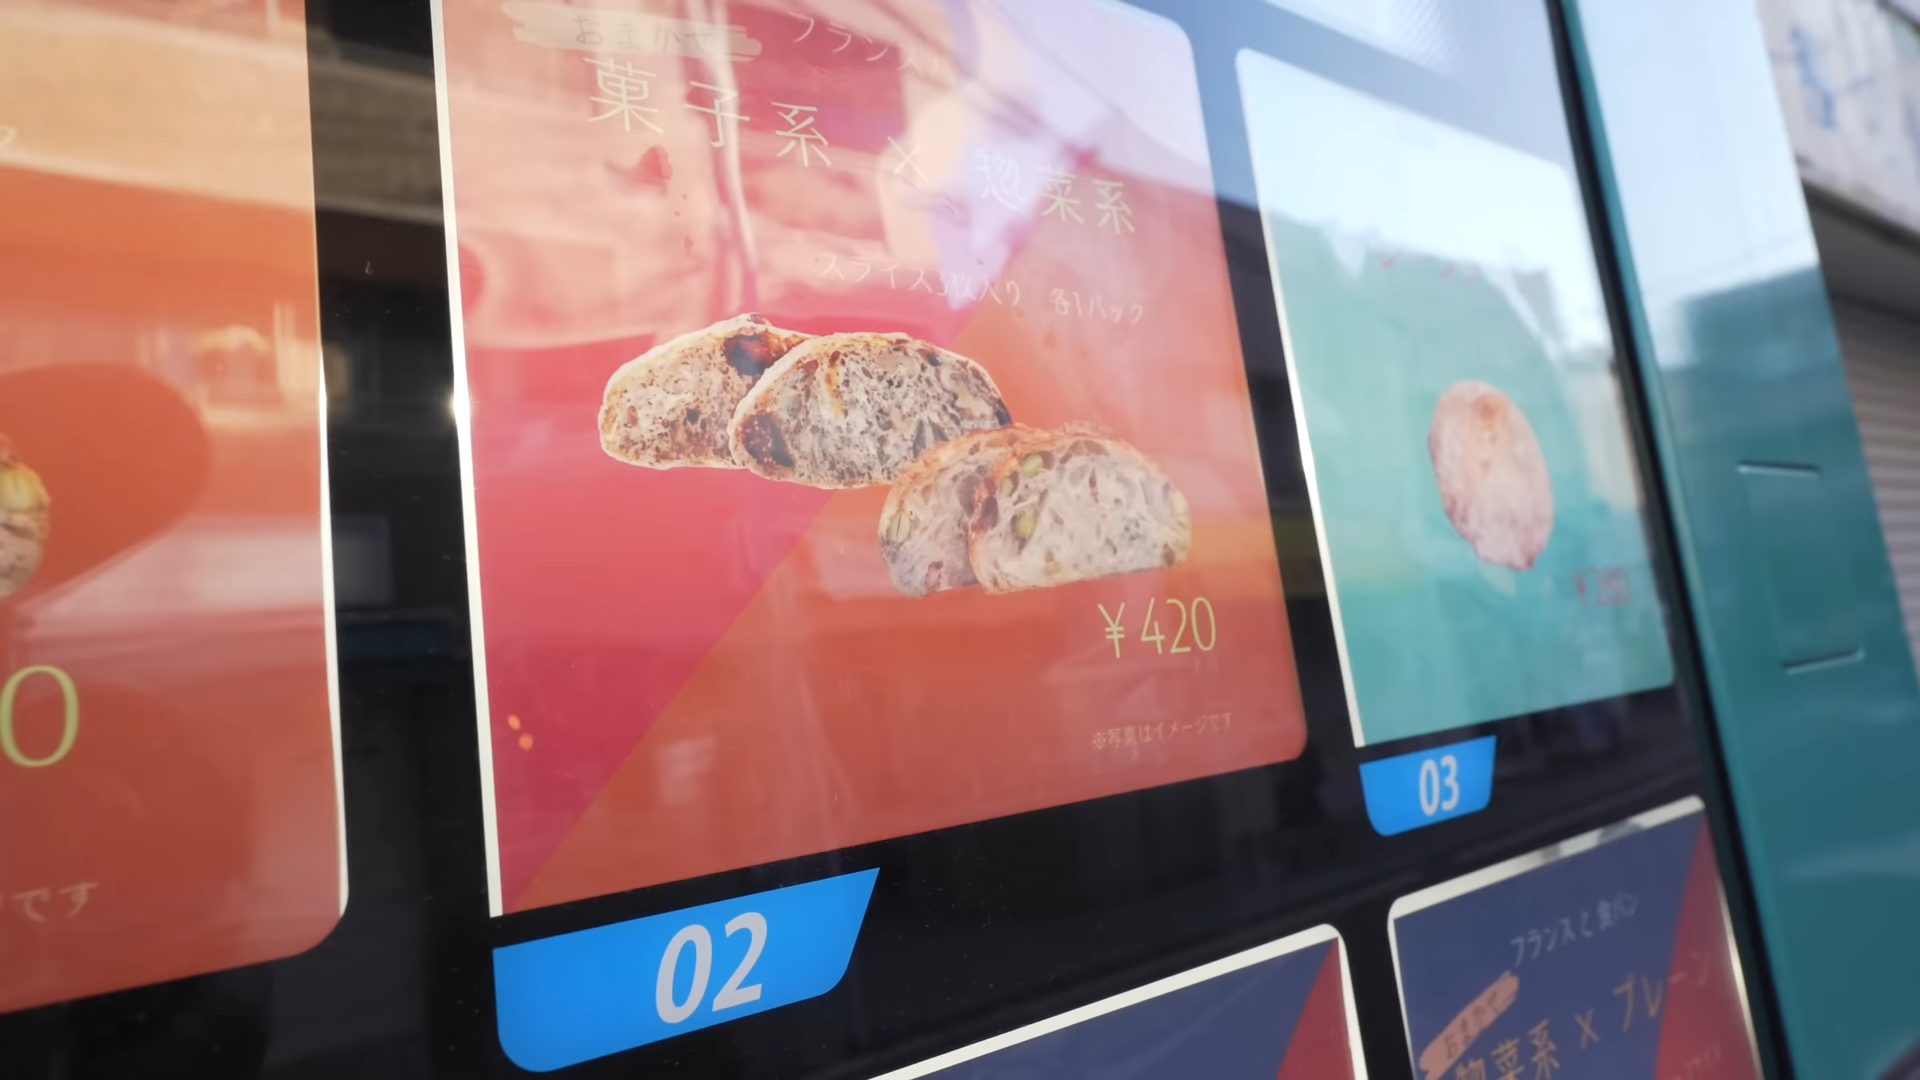 おまかせ
フランス
菓子系 × 惣菜系
スライス3枚入り 各1パック
¥420
※写真はイメージです
02
0
です
03
フランスと食パン
おまかせ
惣菜系 × プレーン